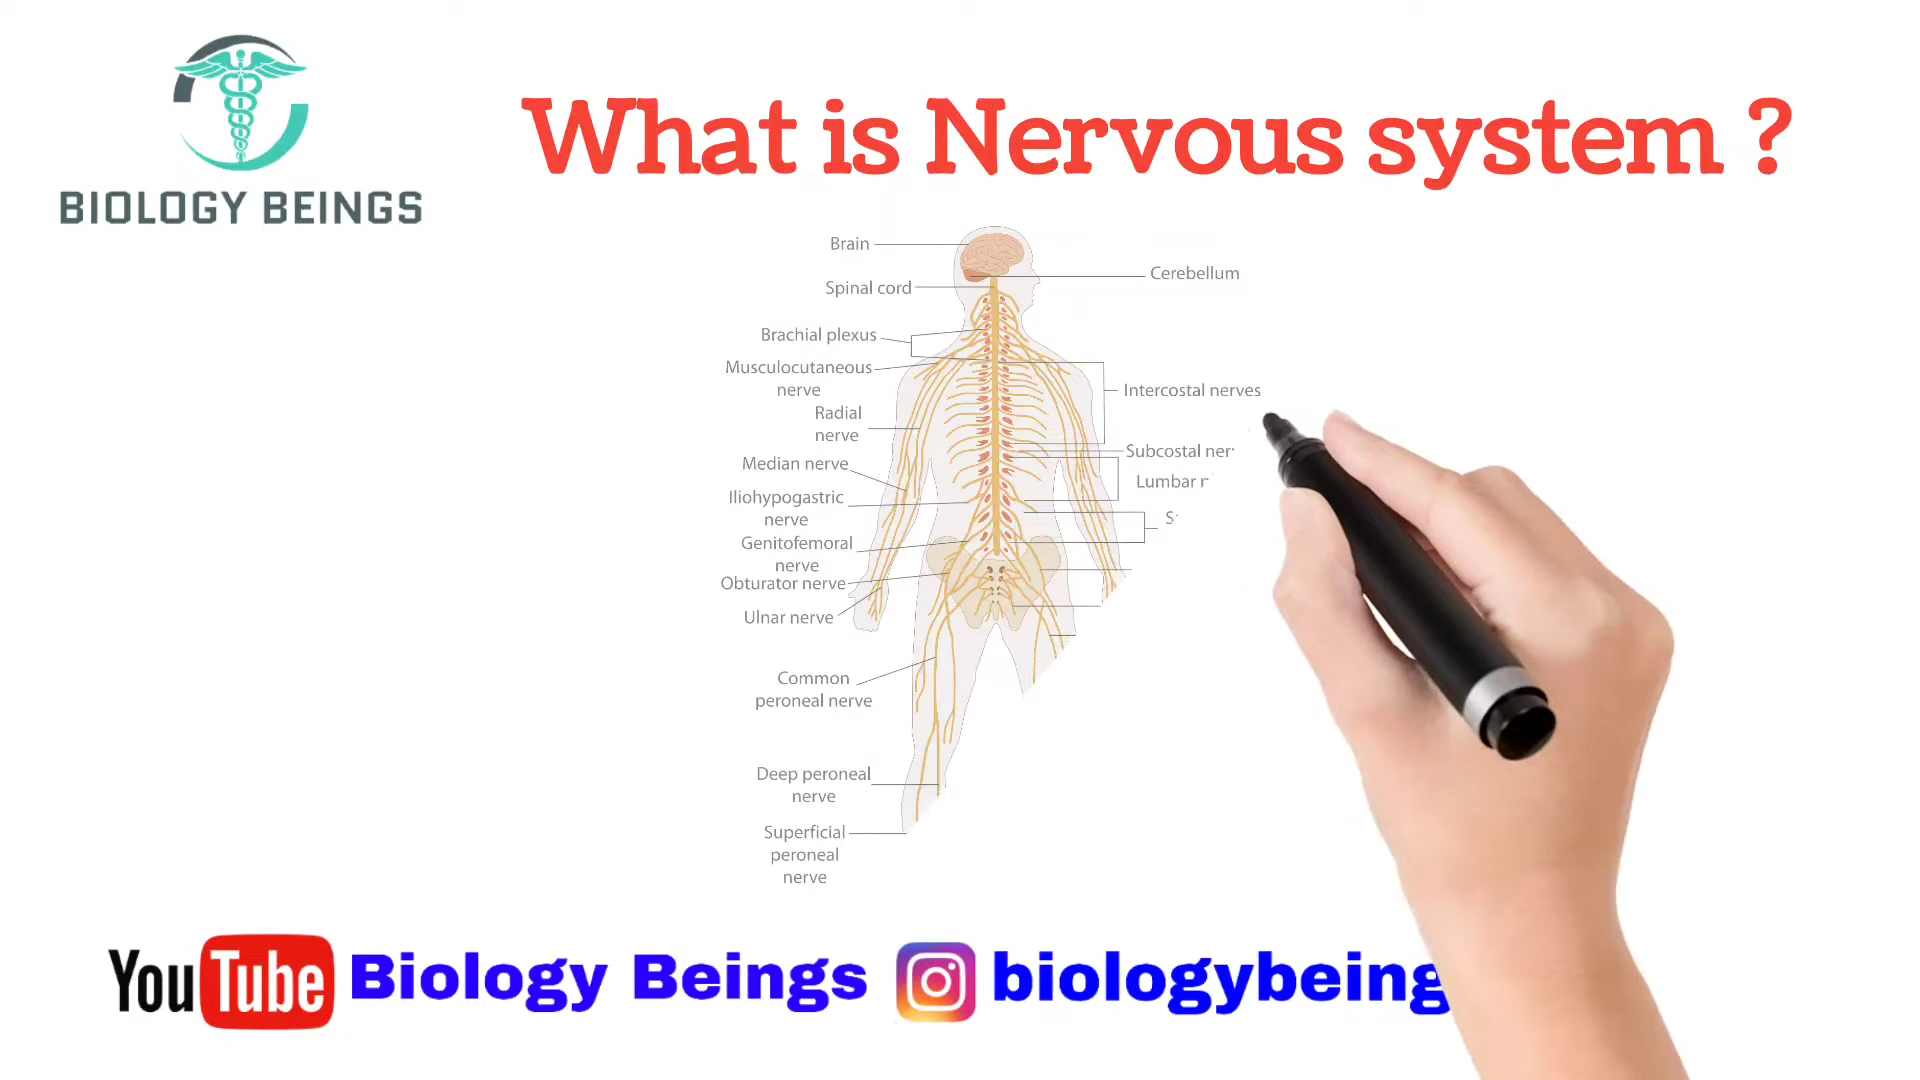 BIOLOGY BEINGS
What is Nervous system ?
Brain
Cerebellum
Spinal cord
Brachial plexus
Musculocutaneous
nerve
Intercostal nerves
Radial
nerve
Subcostal
Median nerve
Lumbar
Iliohypogastric
nerve
Genitofemoral
nerve
Obturator nerve
Ulnar nerve
Common
peroneal nerve
Deep peroneal
nerve
Superficial
peroneal
nerve
YouTube Biology Beings biologybeing